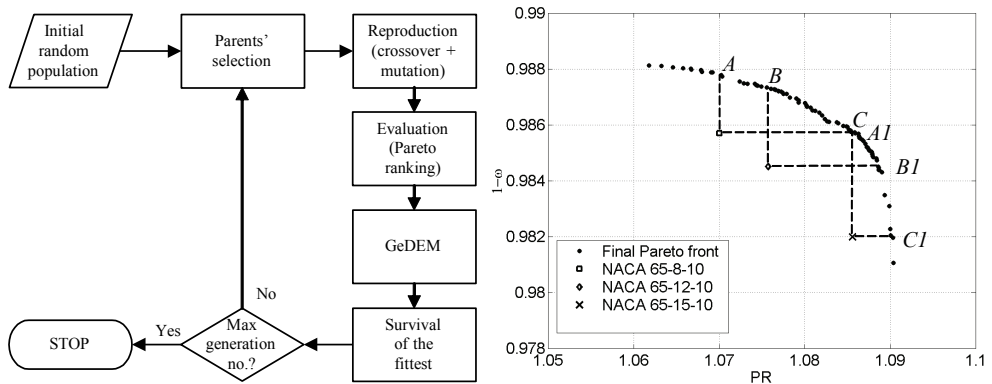 Initial
random
population
Parents'
selection
Reproduction
(crossover +
mutation)
Evaluation
(Pareto
ranking)
GeDEM
Survival
of the
fittest
Max
generation
no.?
No
Yes
STOP
0.99
0.988
0.986
0.984
0.982
0.98
0.978
1−ω
1.05
1.06
1.07
1.08
1.09
1.1
PR
A
B
C
A1
B1
C1
Final Pareto front
NACA 65-8-10
NACA 65-12-10
NACA 65-15-10